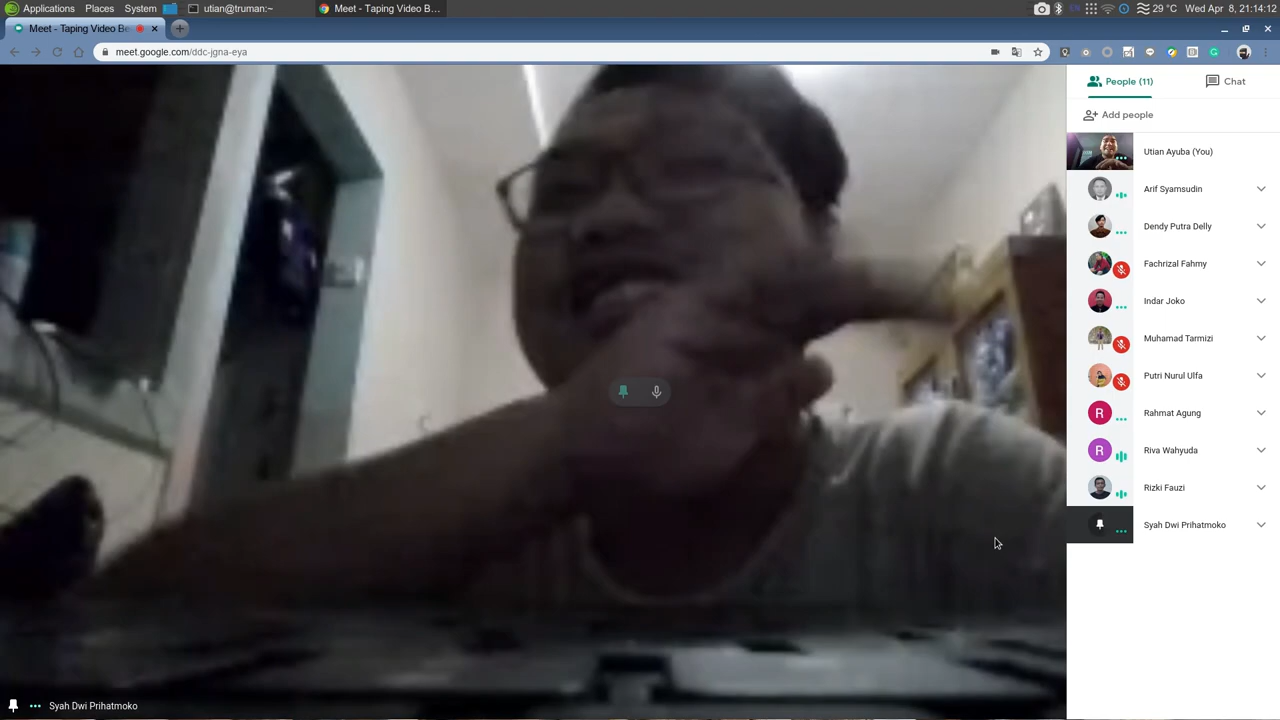 Applications Places System utian@truman:~ Meet - Taping Video B... EN 29 °C Wed Apr 8, 21:14:12
Meet - Taping Video Be
meet.google.com/ddc-jgna-eya
People (11) Chat
Add people
Utian Ayuba (You)
Arif Syamsudin
Dendy Putra Delly
Fachrizal Fahmy
Indar Joko
Muhamad Tarmizi
Putri Nurul Ulfa
R Rahmat Agung
R Riva Wahyuda
Rizki Fauzi
Syah Dwi Prihatmoko
Syah Dwi Prihatmoko